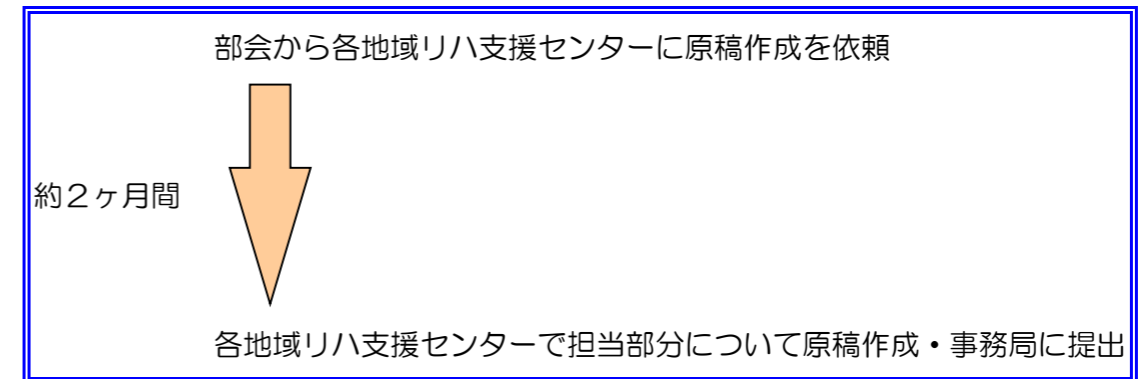 部会から各地域リハ支援センターに原稿作成を依頼
約２ヶ月間
各地域リハ支援センターで担当部分について原稿作成・事務局に提出